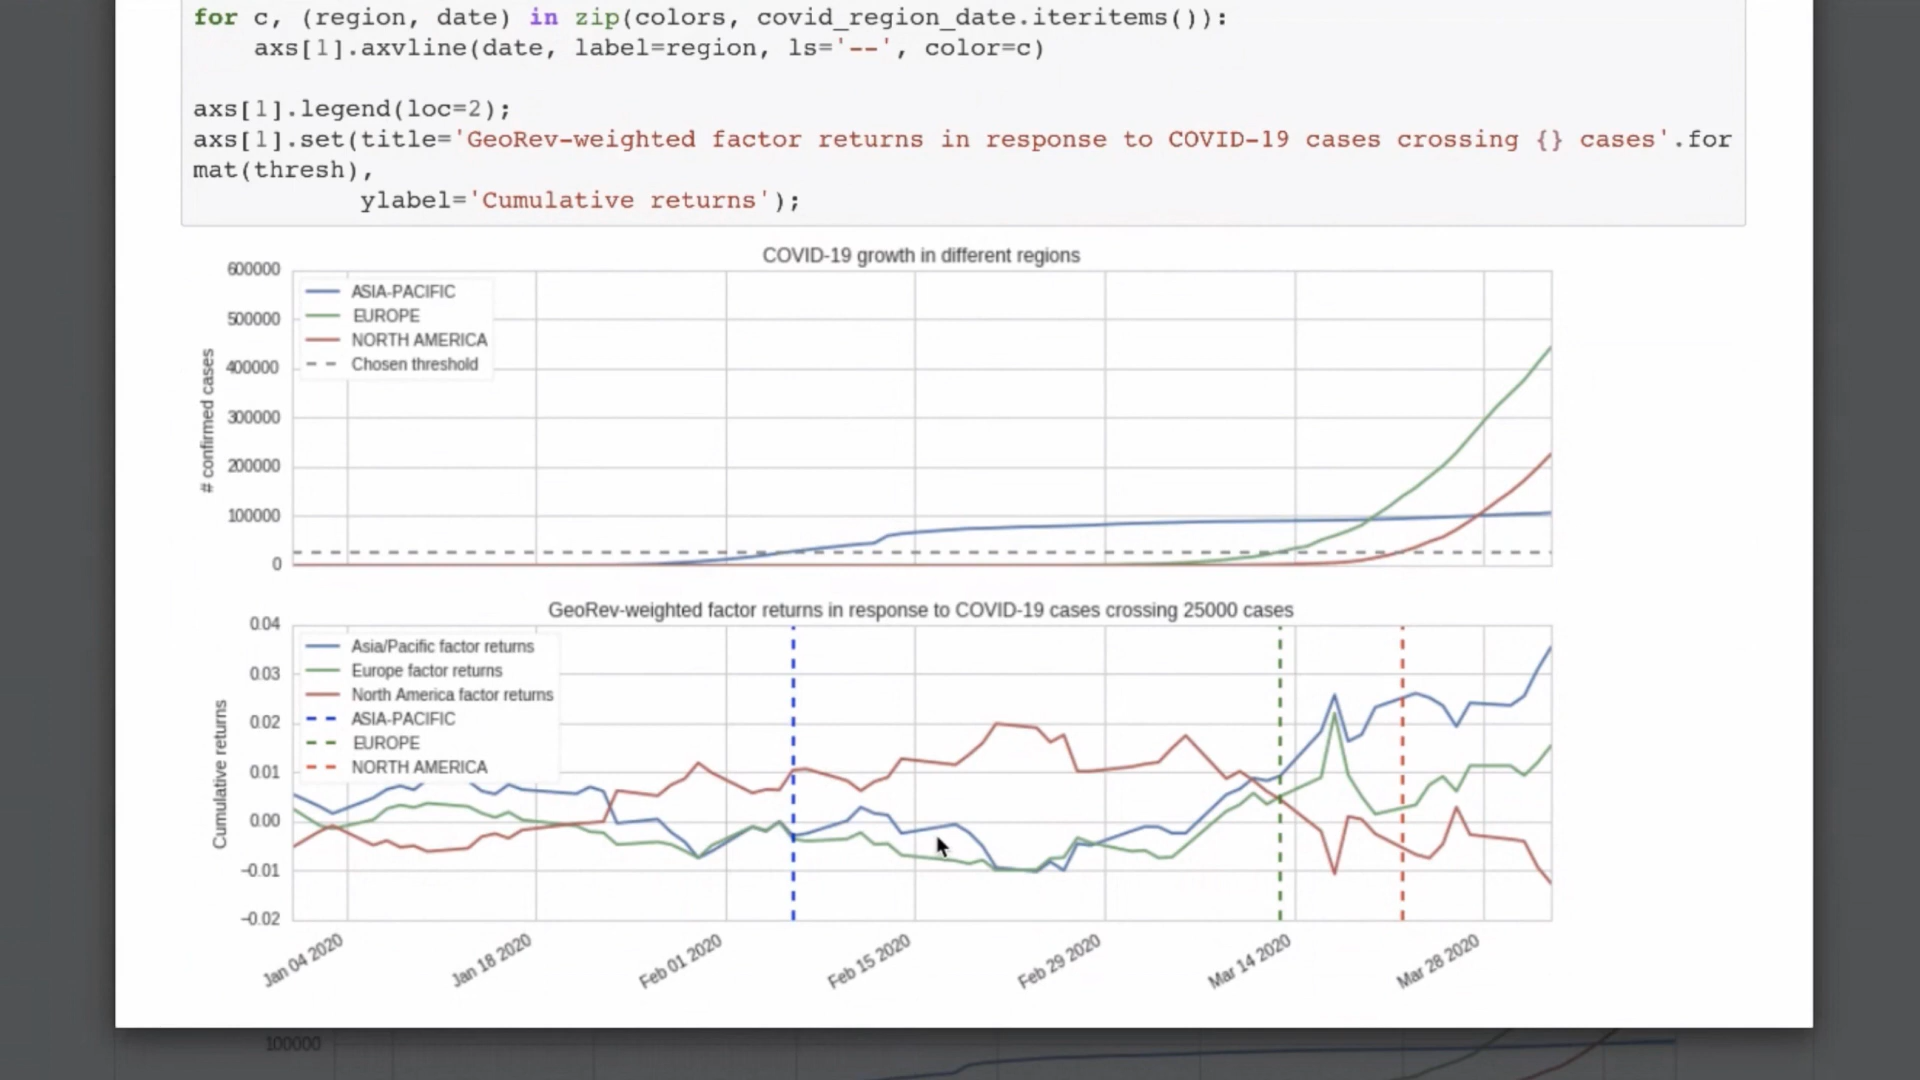 for c, (region, date) in zip(colors, covid_region_date.iteritems()):
axs[1].axvline(date, label=region, ls='--', color=c)
axs[1].legend(loc=2);
axs[1].set(title='GeoRev-weighted factor returns in response to COVID-19 cases crossing {} cases'.for
mat(thresh),
ylabel='Cumulative returns');
COVID-19 growth in different regions
600000
500000
400000
300000
200000
100000
0
# confirmed cases
ASIA-PACIFIC
EUROPE
NORTH AMERICA
Chosen threshold
GeoRev-weighted factor returns in response to COVID-19 cases crossing 25000 cases
0.04
0.03
0.02
0.01
0.00
−0.01
−0.02
Cumulative returns
Asia/Pacific factor returns
Europe factor returns
North America factor returns
ASIA-PACIFIC
EUROPE
NORTH AMERICA
Jan 04 2020
Jan 18 2020
Feb 01 2020
Feb 15 2020
Feb 29 2020
Mar 14 2020
Mar 28 2020
100000